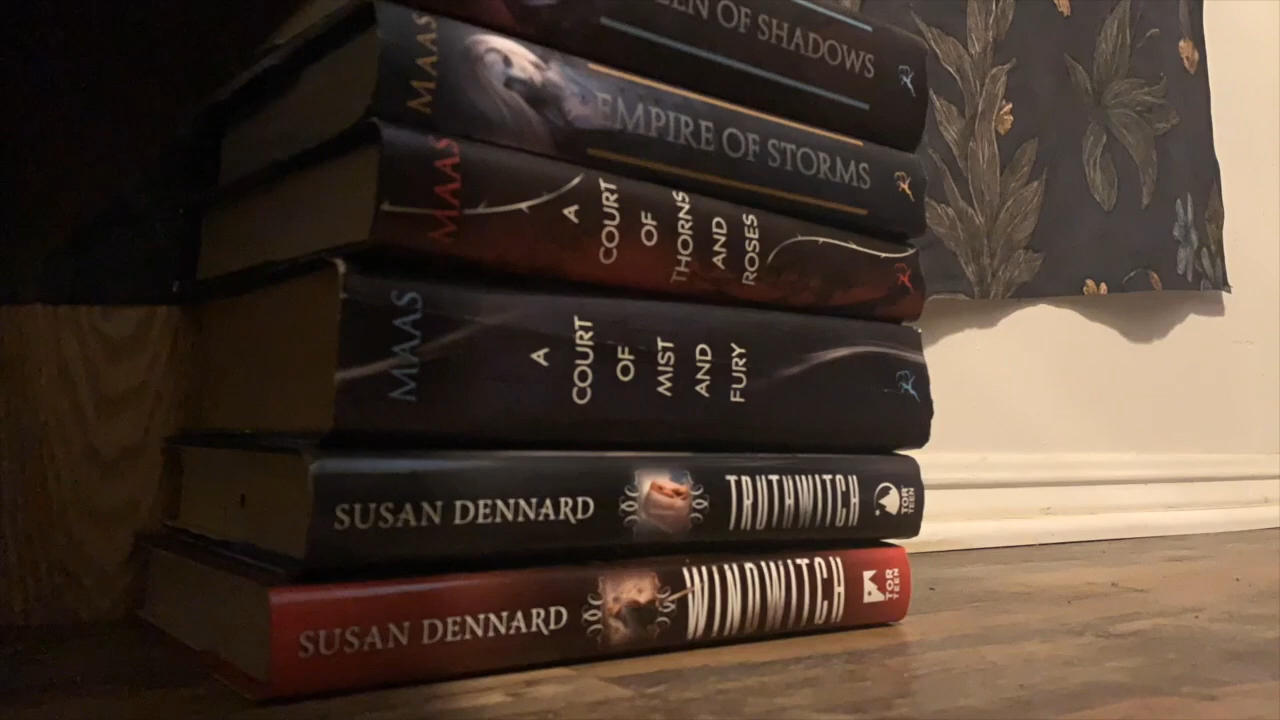 EEN OF SHADOWS
MAAS EMPIRE OF STORMS
MAAS A COURT OF THORNS AND ROSES
MAAS A COURT OF MIST AND FURY
SUSAN DENNARD TRUTHWITCH TOR TEEN
SUSAN DENNARD WINDWITCH TOR TEEN